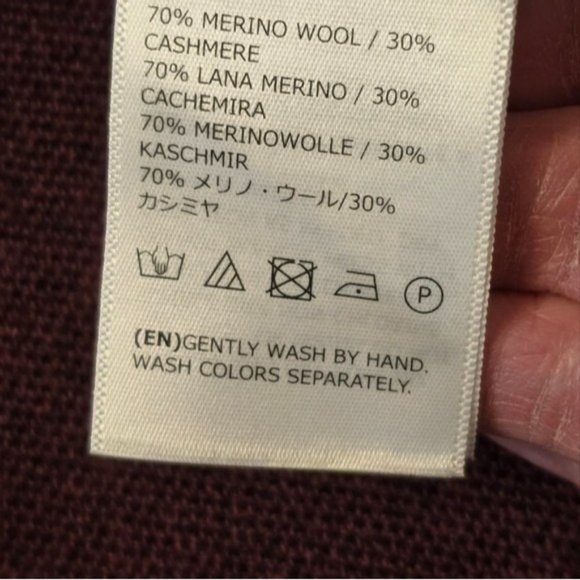 70% MERINO WOOL / 30%
CASHMERE
70% LANA MERINO / 30%
CACHEMIRA
70% MERINOWOLLE / 30%
KASCHMIR
70% メリノ・ウール/30%
カシミヤ
P
(EN)GENTLY WASH BY HAND.
WASH COLORS SEPARATELY.